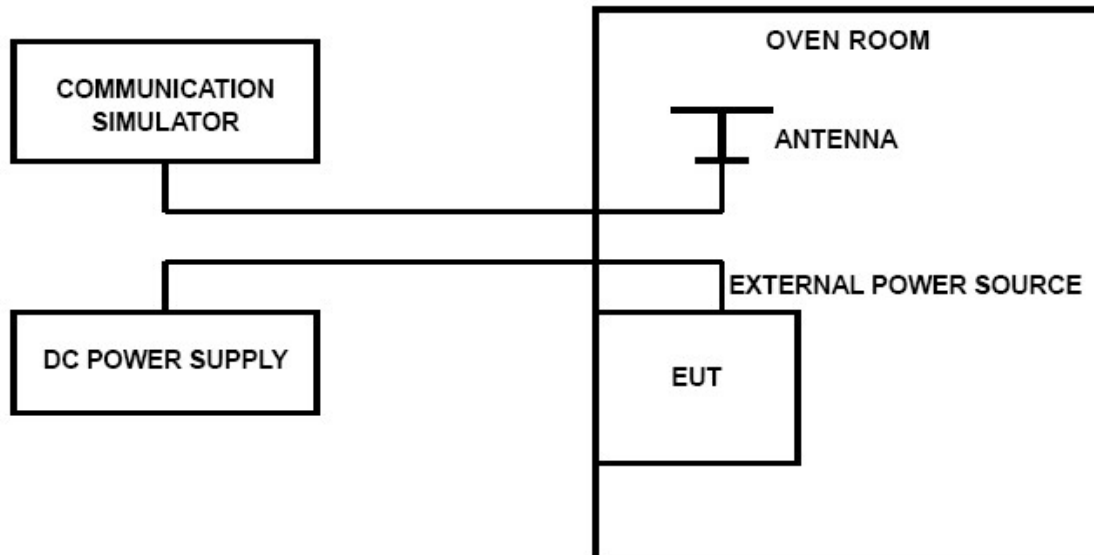 OVEN ROOM
COMMUNICATION
SIMULATOR
ANTENNA
EXTERNAL POWER SOURCE
DC POWER SUPPLY
EUT